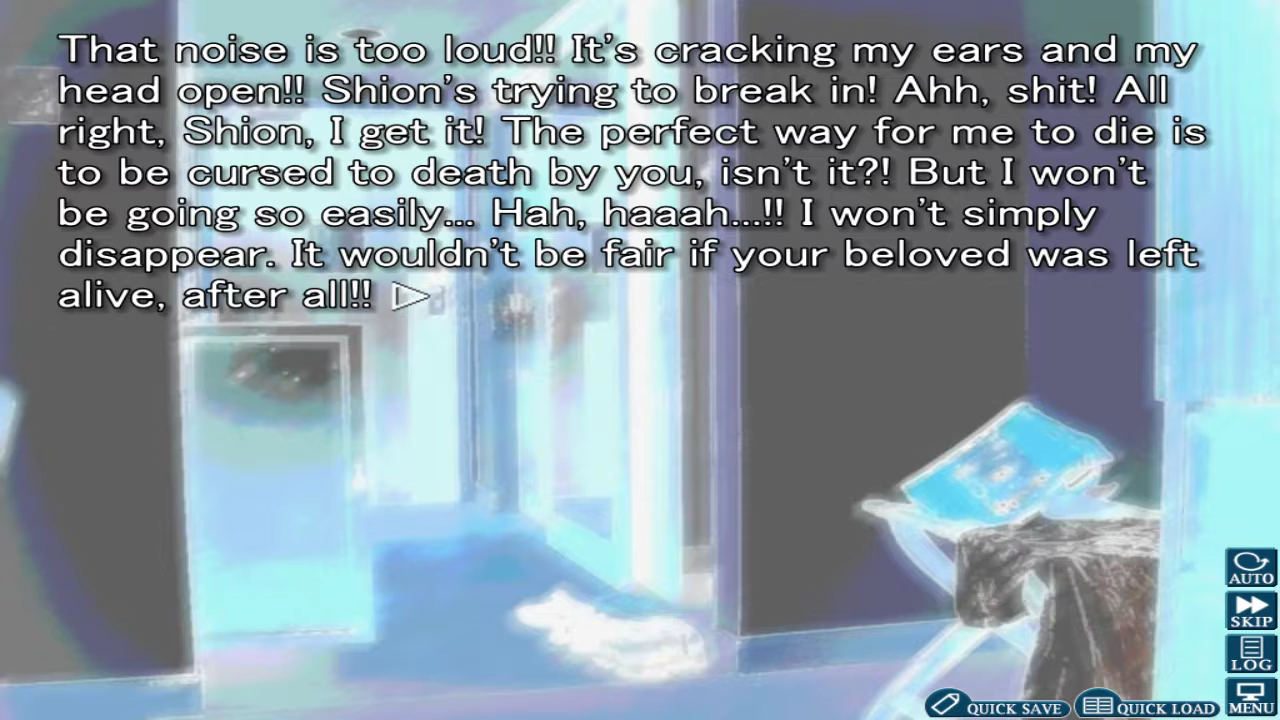 That noise is too loud!! It's cracking my ears and my
head open!! Shion's trying to break in! Ahh, shit! All
right, Shion, I get it! The perfect way for me to die is
to be cursed to death by you, isn't it?! But I won't
be going so easily... Hah, haaah...!! I won't simply
disappear. It wouldn't be fair if your beloved was left
alive, after all!!
AUTO
SKIP
LOG
MENU
QUICK SAVE
QUICK LOAD